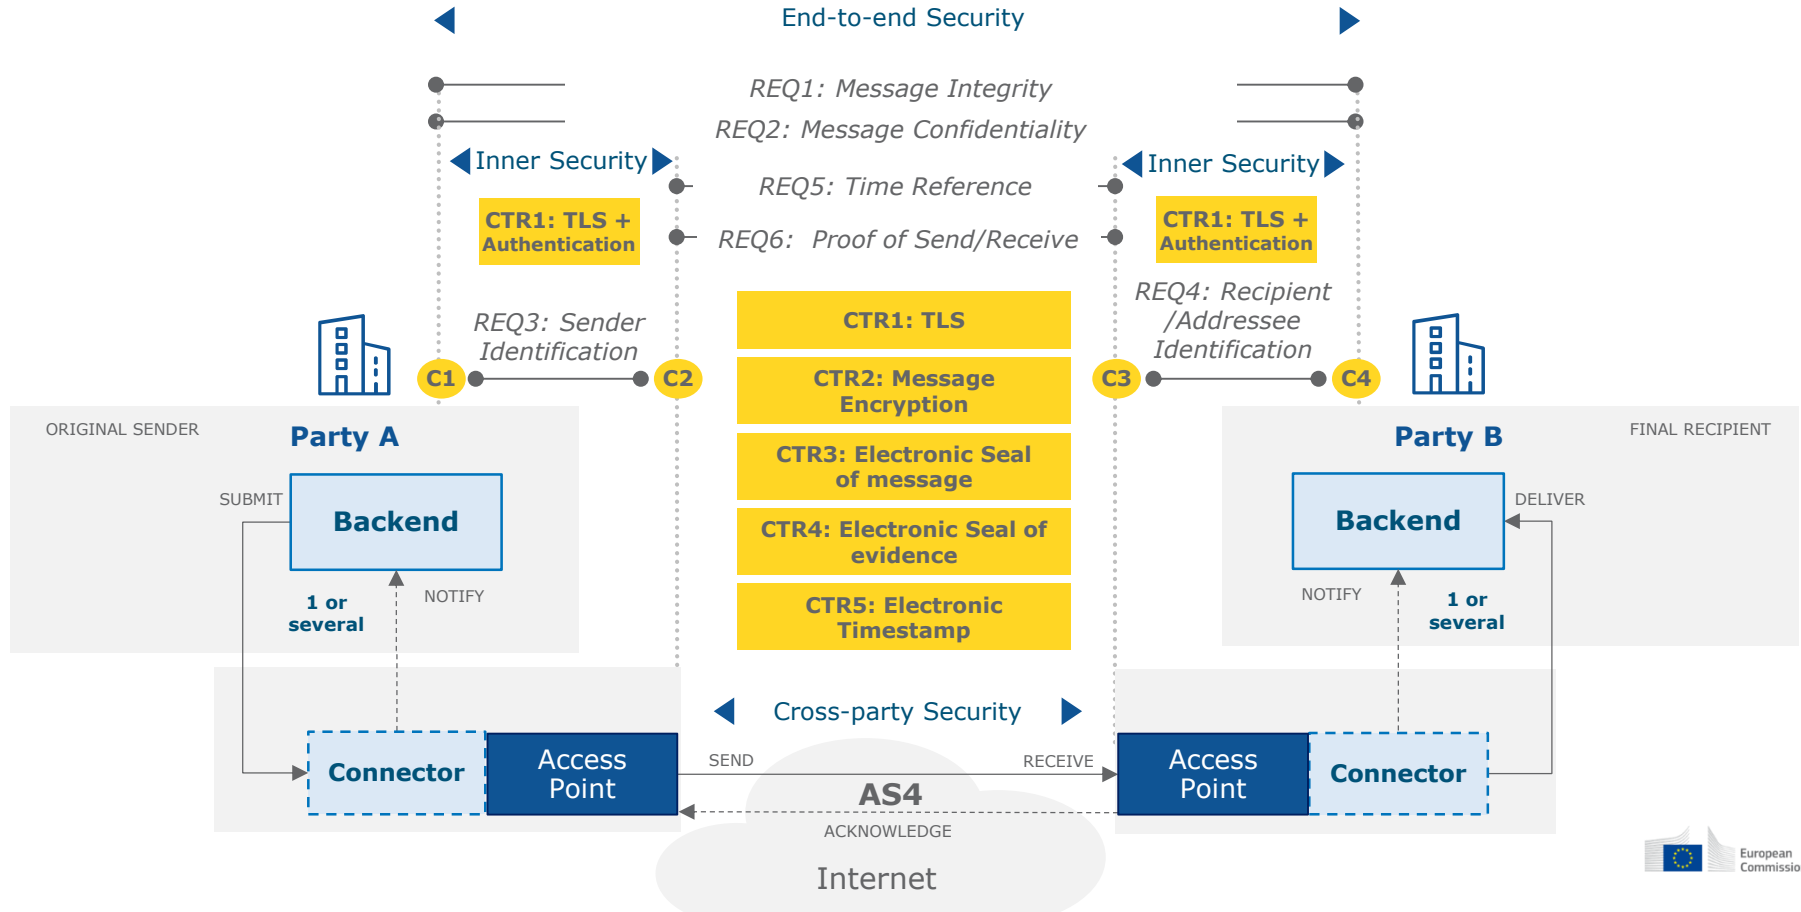 End-to-end Security
REQ1: Message Integrity
REQ2: Message Confidentiality
Inner Security
Inner Security
REQ5: Time Reference
CTR1: TLS +
Authentication
CTR1: TLS +
Authentication
REQ6: Proof of Send/Receive
REQ3: Sender
Identification
REQ4: Recipient
/Addressee
Identification
CTR1: TLS
C1
C2
CTR2: Message
Encryption
C3
C4
ORIGINAL SENDER
Party A
CTR3: Electronic Seal
of message
Party B
FINAL RECIPIENT
SUBMIT
Backend
CTR4: Electronic Seal of
evidence
Backend
DELIVER
1 or
several
NOTIFY
CTR5: Electronic
Timestamp
NOTIFY
1 or
several
Cross-party Security
Connector
Access
Point
SEND
RECEIVE
AS4
ACKNOWLEDGE
Internet
Access
Point
Connector
European
Commissio